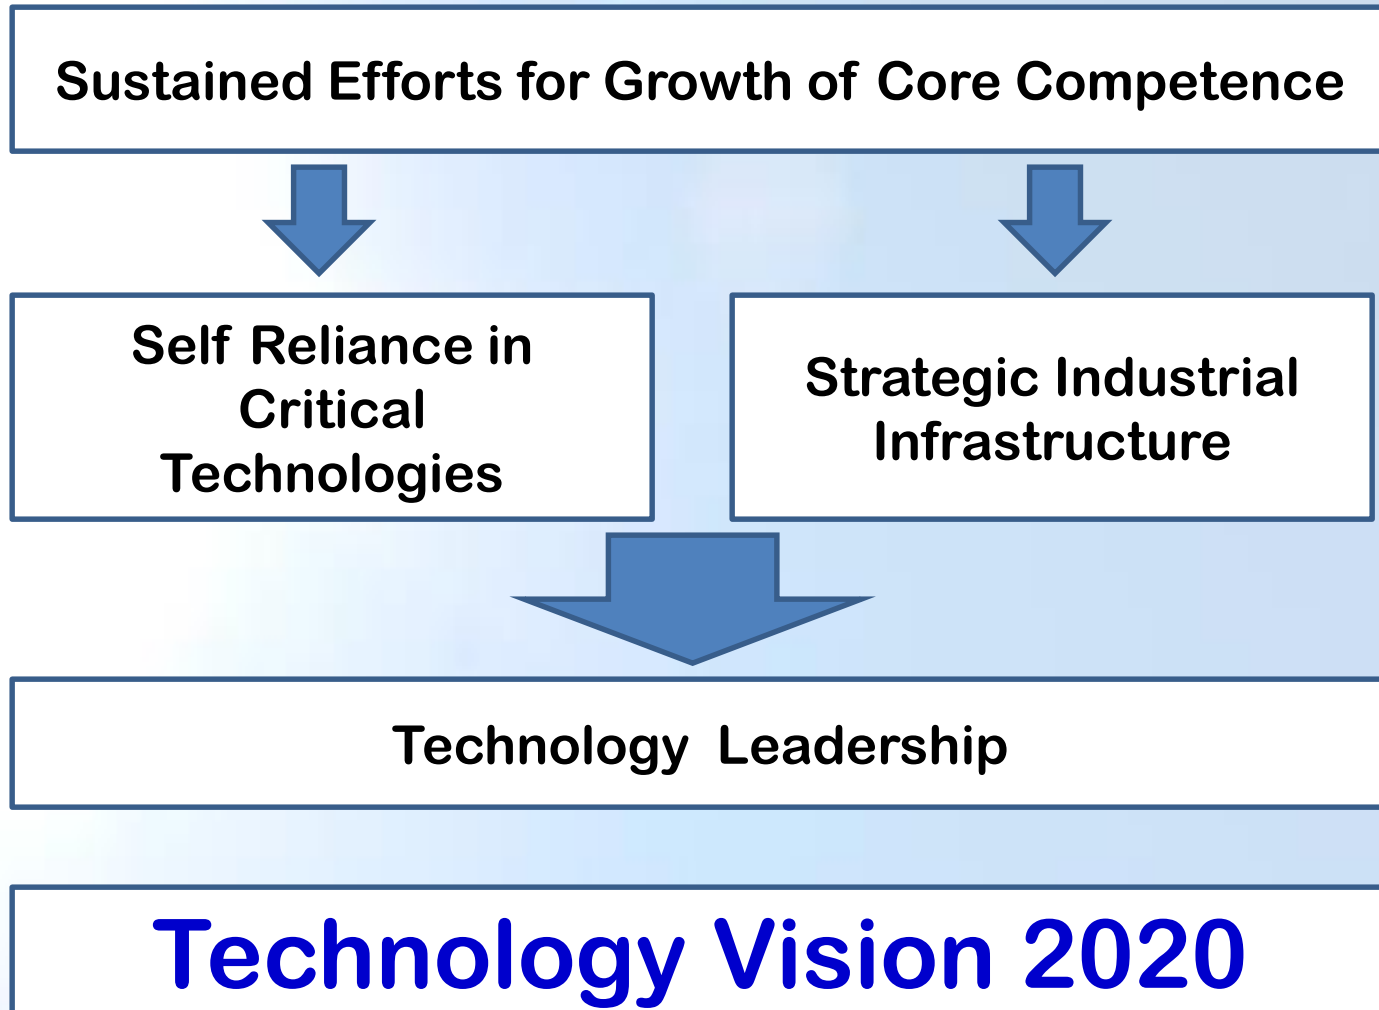 Sustained Efforts for Growth of Core Competence
Self Reliance in
Critical
Technologies
Strategic Industrial
Infrastructure
Technology Leadership
Technology Vision 2020